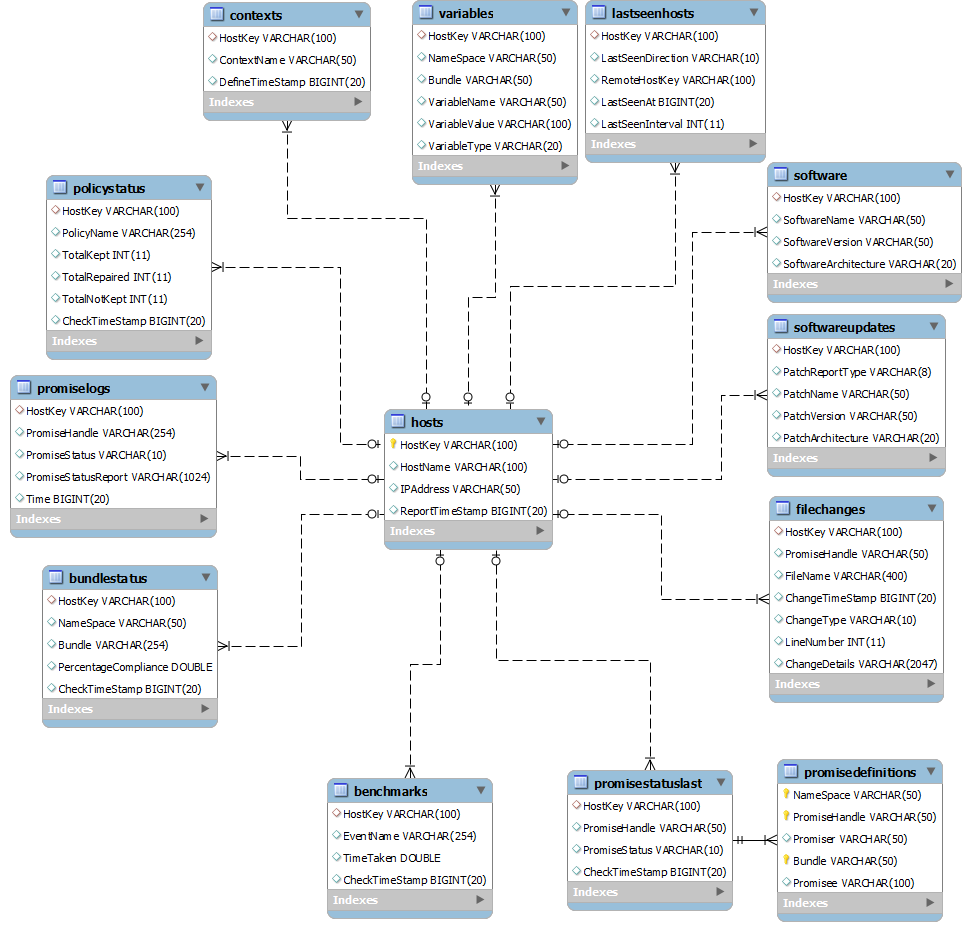 contexts
HostKey VARCHAR(100)
ContextName VARCHAR(50)
DefineTimeStamp BIGINT(20)
Indexes
variables
HostKey VARCHAR(100)
NameSpace VARCHAR(50)
Bundle VARCHAR(50)
VariableName VARCHAR(50)
VariableValue VARCHAR(100)
VariableType VARCHAR(20)
Indexes
lastseenhosts
HostKey VARCHAR(100)
LastSeenDirection VARCHAR(10)
RemoteHostKey VARCHAR(100)
LastSeenAt BIGINT(20)
LastSeenInterval INT(11)
Indexes
policystatus
HostKey VARCHAR(100)
PolicyName VARCHAR(254)
TotalKept INT(11)
TotalRepaired INT(11)
TotalNotKept INT(11)
CheckTimeStamp BIGINT(20)
Indexes
software
HostKey VARCHAR(100)
SoftwareName VARCHAR(50)
SoftwareVersion VARCHAR(50)
SoftwareArchitecture VARCHAR(20)
Indexes
softwareupdates
HostKey VARCHAR(100)
PatchReportType VARCHAR(8)
PatchName VARCHAR(50)
PatchVersion VARCHAR(50)
PatchArchitecture VARCHAR(20)
Indexes
promiselogs
HostKey VARCHAR(100)
PromiseHandle VARCHAR(254)
PromiseStatus VARCHAR(10)
PromiseStatusReport VARCHAR(1024)
Time BIGINT(20)
Indexes
hosts
HostKey VARCHAR(100)
HostName VARCHAR(100)
IPAddress VARCHAR(50)
ReportTimeStamp BIGINT(20)
Indexes
filechanges
HostKey VARCHAR(100)
PromiseHandle VARCHAR(50)
FileName VARCHAR(400)
ChangeTimeStamp BIGINT(20)
ChangeType VARCHAR(10)
LineNumber INT(11)
ChangeDetails VARCHAR(2047)
Indexes
bundlestatus
HostKey VARCHAR(100)
NameSpace VARCHAR(50)
Bundle VARCHAR(254)
PercentageCompliance DOUBLE
CheckTimeStamp BIGINT(20)
Indexes
benchmarks
HostKey VARCHAR(100)
EventName VARCHAR(254)
TimeTaken DOUBLE
CheckTimeStamp BIGINT(20)
Indexes
promisestatuslast
HostKey VARCHAR(100)
PromiseHandle VARCHAR(50)
PromiseStatus VARCHAR(10)
CheckTimeStamp BIGINT(20)
Indexes
promisedefinitions
NameSpace VARCHAR(50)
PromiseHandle VARCHAR(50)
Promiser VARCHAR(50)
Bundle VARCHAR(50)
Promisee VARCHAR(100)
Indexes